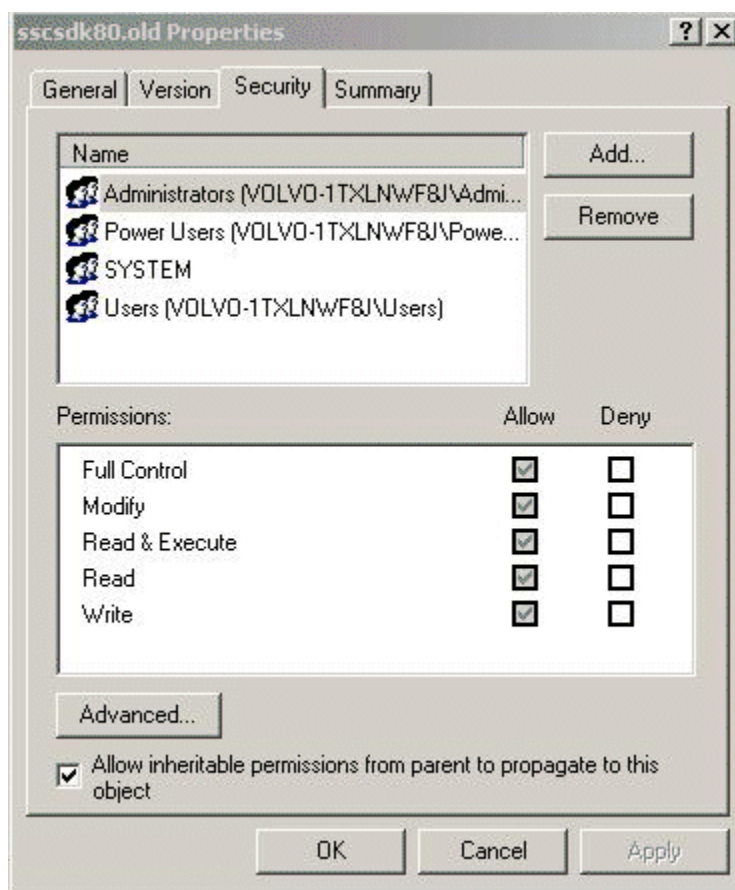 sscsdk80.old Properties
General Version Security Summary
Name
Add...
Administrators (VOLVO-1TXLNWF8J\Admi...
Remove
Power Users (VOLVO-1TXLNWF8J\Powe...
SYSTEM
Users (VOLVO-1TXLNWF8J\Users)
Permissions: Allow Deny
Full Control
Modify
Read & Execute
Read
Write
Advanced...
Allow inheritable permissions from parent to propagate to this
object
OK Cancel Apply